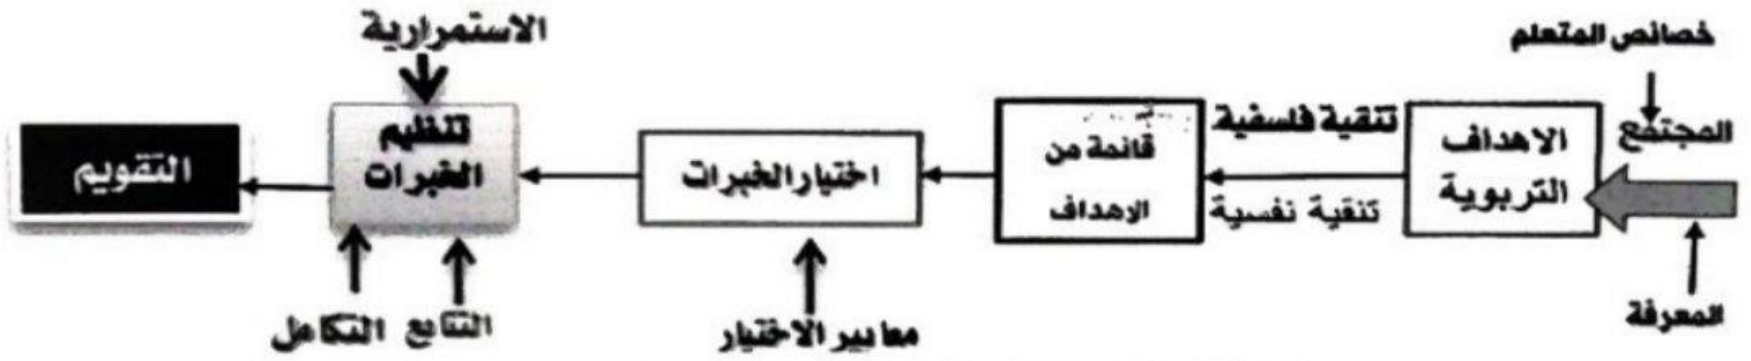 خصائص المتعلم
المجتمع
المعرفة
الاهداف
التربوية
تنقية فلسفية
تنقية نفسية
قائمة من
الاهداف
اختيار الخبرات
معايير الاختيار
الاستمرارية
تنظيم
الخبرات
التتابع التكامل
التقويم